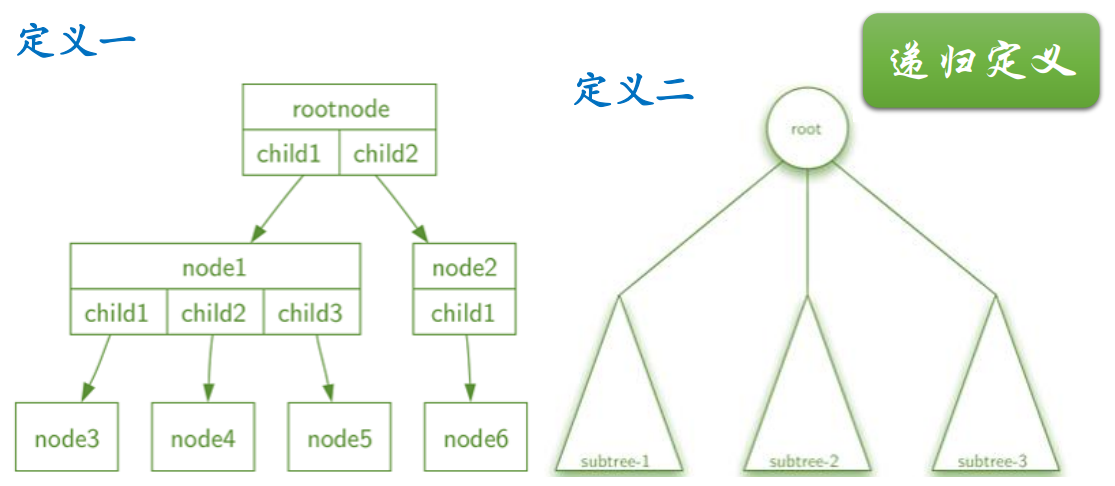 定义一
rootnode
child1 child2
node1
child1 child2 child3
node2
child1
node3 node4 node5 node6
定义二
递归定义
root
subtree-1 subtree-2 subtree-3